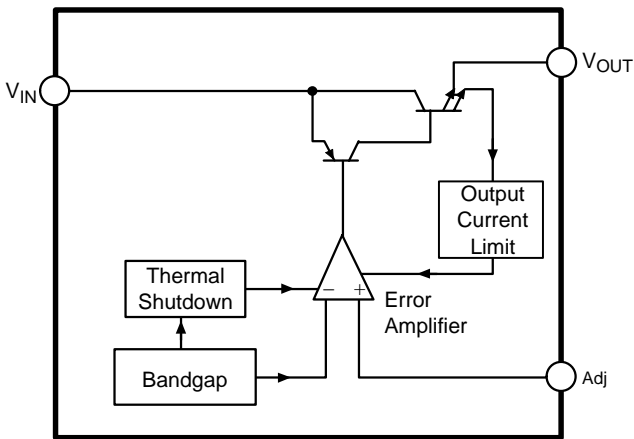 V_IN
V_OUT
Output
Current
Limit
Thermal
Shutdown
− +
Error
Amplifier
Bandgap
Adj